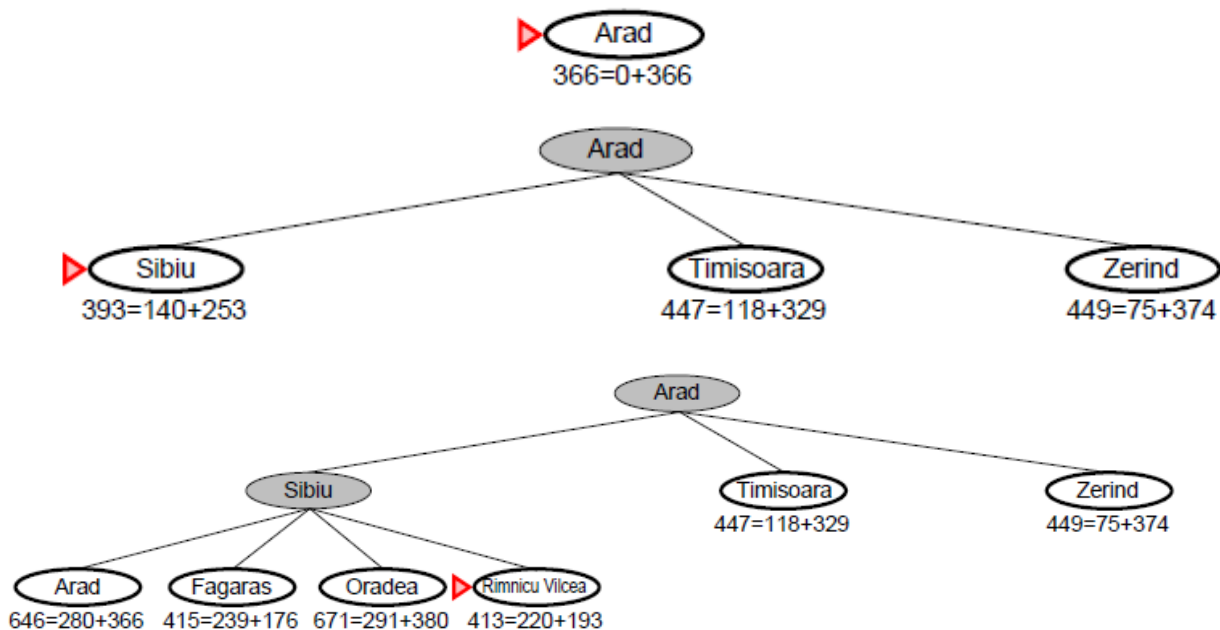 Arad
366=0+366
Arad
Sibiu Timisoara Zerind
393=140+253 447=118+329 449=75+374
Arad
Sibiu Timisoara Zerind
447=118+329 449=75+374
Arad Fagaras Oradea Rimnicu Vilcea
646=280+366 415=239+176 671=291+380 413=220+193